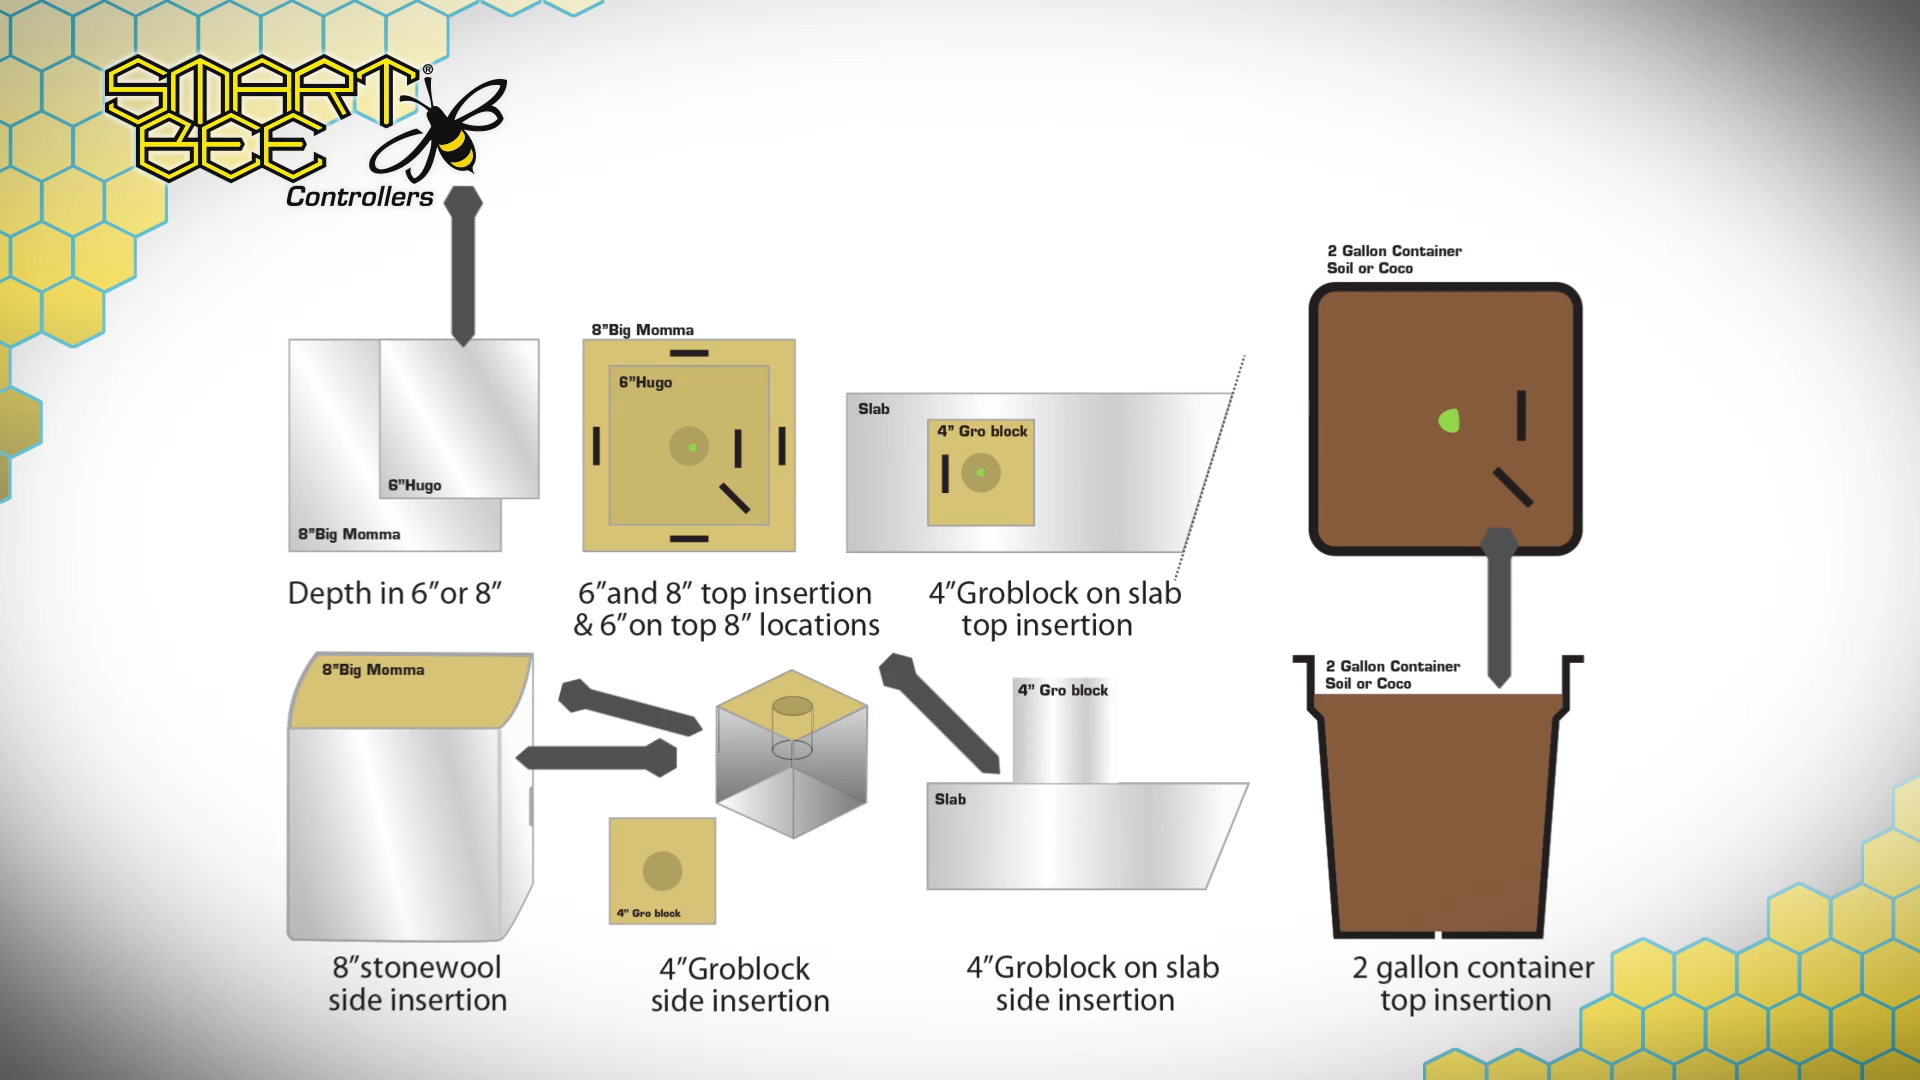 SMART®
BEE
Controllers
2 Gallon Container
Soil or Coco
8”Big Momma
6”Hugo
Slab
4” Gro block
6”Hugo
8”Big Momma
Depth in 6”or 8”
6”and 8” top insertion
& 6”on top 8” locations
4”Groblock on slab
top insertion
8”Big Momma
4” Gro block
2 Gallon Container
Soil or Coco
Slab
4” Gro block
8”stonewool
side insertion
4”Groblock
side insertion
4”Groblock on slab
side insertion
2 gallon container
top insertion